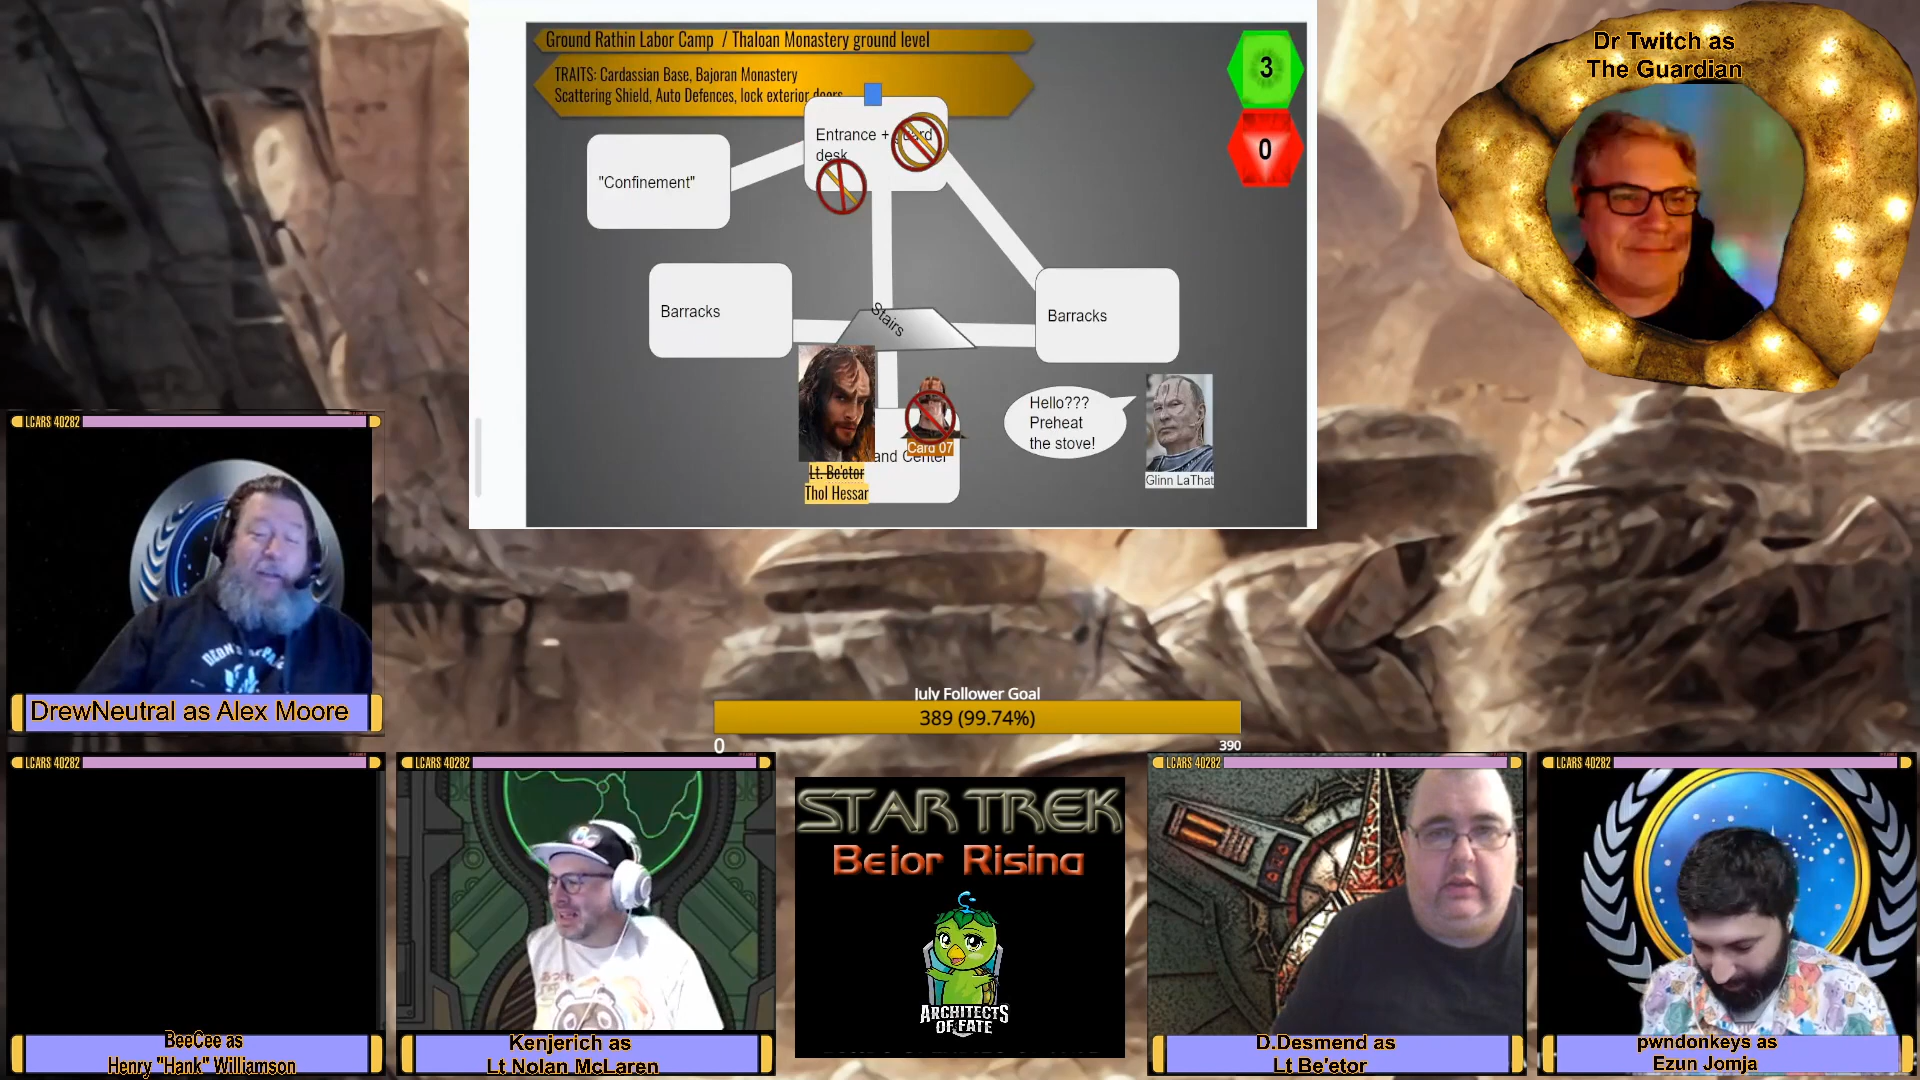 Ground Rathin Labor Camp / Thaloan Monastery ground level
TRAITS: Cardassian Base, Bajoran Monastery
Scattering Shield, Auto Defences, lock exterior doors
3
0
Entrance + guard
desk
"Confinement"
Barracks
Stairs
Barracks
Hello???
Preheat
the stove!
Card 07
and Center
Lt. Be'etor
Thol Hessar
Glinn LaThat
Dr Twitch as
The Guardian
LCARS 40282
DrewNeutral as Alex Moore
July Follower Goal
389 (99.74%)
0
390
LCARS 40282
BeeCee as
Henry "Hank" Williamson
LCARS 40282
Kenjerich as
Lt Nolan McLaren
STAR TREK
Beior Rising
ARCHITECTS
OF FATE
LCARS 40282
D.Desmend as
Lt Be'etor
LCARS 40282
pwndonkeys as
Ezun Jomja